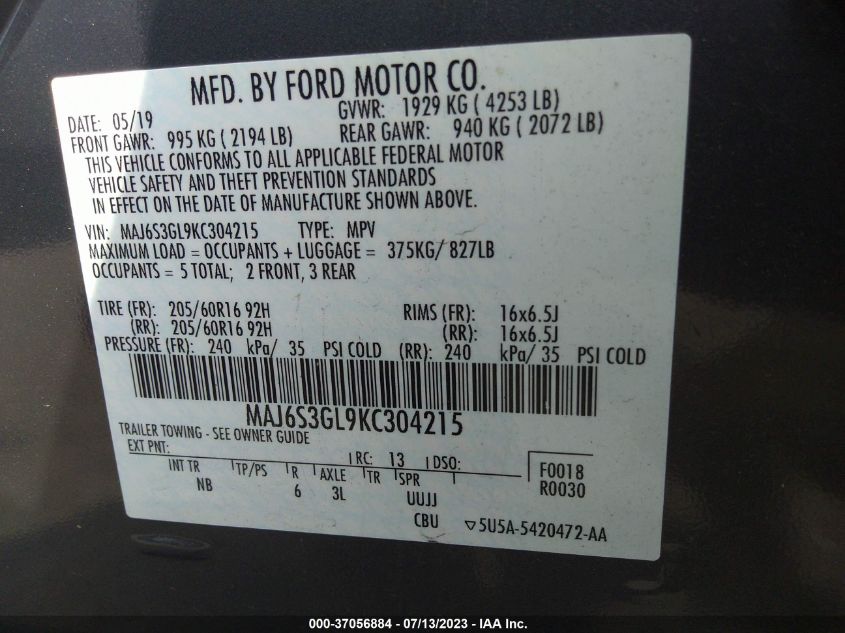 MFD. BY FORD MOTOR CO.
DATE: 05/19 GVWR: 1929 KG ( 4253 LB)
FRONT GAWR: 995 KG ( 2194 LB) REAR GAWR: 940 KG ( 2072 LB)
THIS VEHICLE CONFORMS TO ALL APPLICABLE FEDERAL MOTOR
VEHICLE SAFETY AND THEFT PREVENTION STANDARDS
IN EFFECT ON THE DATE OF MANUFACTURE SHOWN ABOVE.
VIN: MAJ6S3GL9KC304215 TYPE: MPV
MAXIMUM LOAD = OCCUPANTS + LUGGAGE = 375KG/ 827LB
OCCUPANTS = 5 TOTAL; 2 FRONT, 3 REAR
TIRE (FR): 205/60R16 92H RIMS (FR): 16x6.5J
(RR): 205/60R16 92H (RR): 16x6.5J
PRESSURE (FR): 240 kPa/ 35 PSI COLD (RR): 240 kPa/ 35 PSI COLD
MAJ6S3GL9KC304215
TRAILER TOWING - SEE OWNER GUIDE
EXT PNT: RC: 13 DSO:
INT TR TP/PS R AXLE TR SPR
NB 6 3L UUJJ
F0018
R0030
CBU 5U5A-5420472-AA
000-37056884 - 07/13/2023 - IAA Inc.